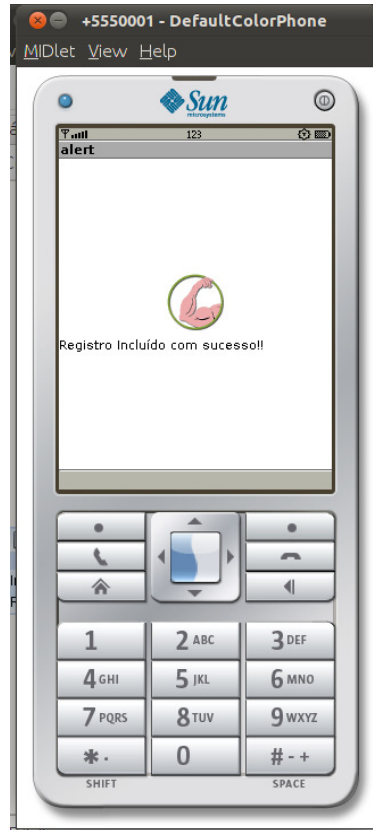 +5550001 - DefaultColorPhone
MIDlet View Help
Sun
microsystems
123
alert
Registro Incluído com sucesso!!
1
2 ABC
3 DEF
4 GHI
5 JKL
6 MNO
7 PQRS
8 TUV
9 WXYZ
* .
0
# - +
SHIFT
SPACE